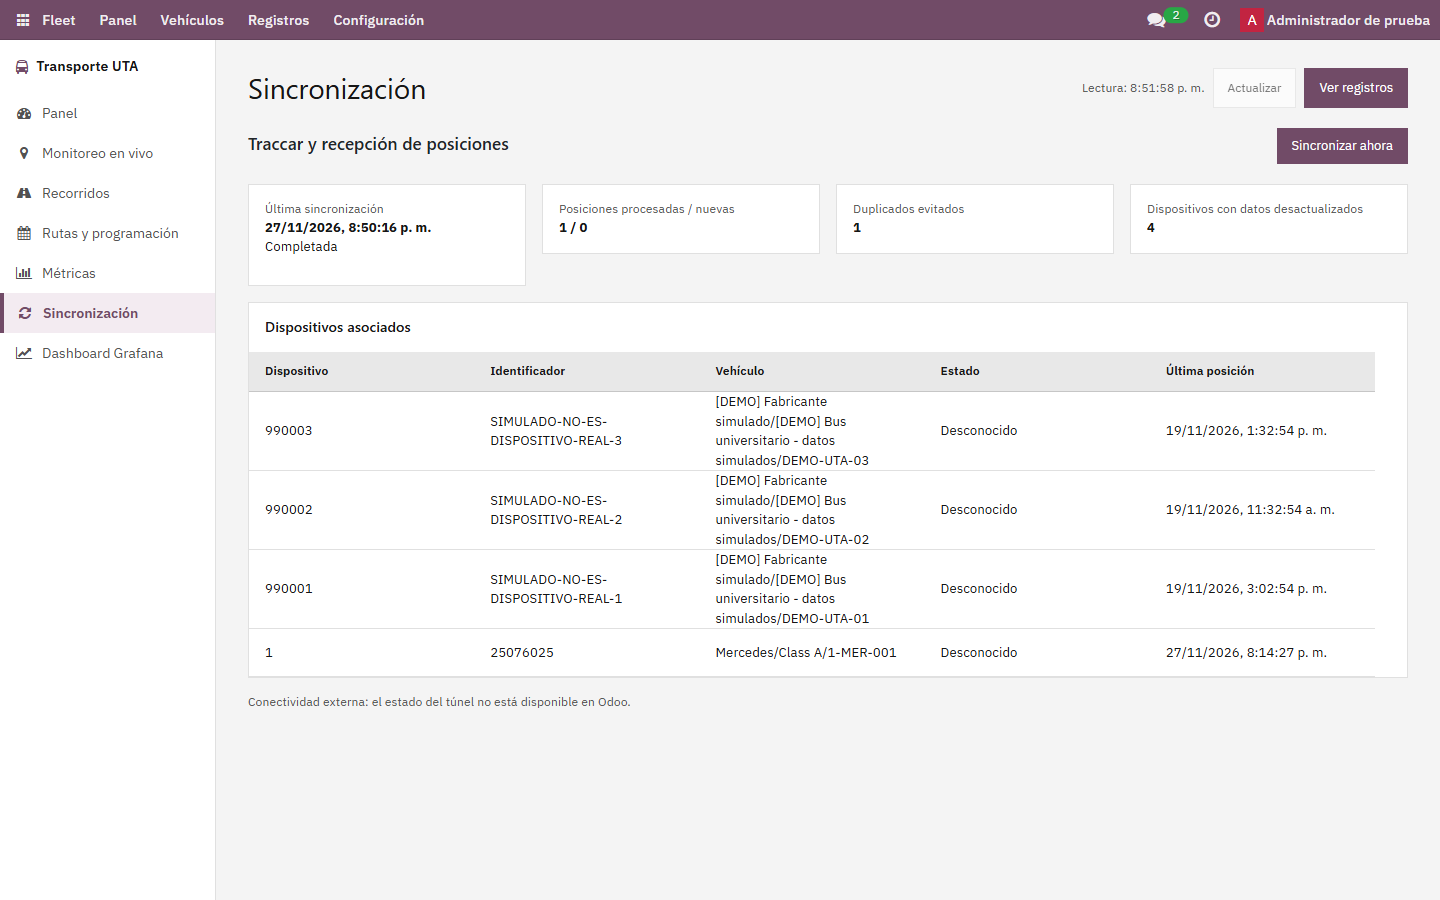 Fleet Panel Vehículos Registros Configuración 2 A Administrador de prueba
Transporte UTA
Panel
Monitoreo en vivo
Recorridos
Rutas y programación
Métricas
Sincronización
Dashboard Grafana
Sincronización
Lectura: 8:51:58 p. m. Actualizar Ver registros
Traccar y recepción de posiciones
Sincronizar ahora
Última sincronización
27/11/2026, 8:50:16 p. m.
Completada
Posiciones procesadas / nuevas
1 / 0
Duplicados evitados
1
Dispositivos con datos desactualizados
4
Dispositivos asociados
Dispositivo Identificador Vehículo Estado Última posición
990003
SIMULADO-NO-ES-
DISPOSITIVO-REAL-3
[DEMO] Fabricante
simulado/[DEMO] Bus
universitario - datos
simulados/DEMO-UTA-03
Desconocido
19/11/2026, 1:32:54 p. m.
990002
SIMULADO-NO-ES-
DISPOSITIVO-REAL-2
[DEMO] Fabricante
simulado/[DEMO] Bus
universitario - datos
simulados/DEMO-UTA-02
Desconocido
19/11/2026, 11:32:54 a. m.
990001
SIMULADO-NO-ES-
DISPOSITIVO-REAL-1
[DEMO] Fabricante
simulado/[DEMO] Bus
universitario - datos
simulados/DEMO-UTA-01
Desconocido
19/11/2026, 3:02:54 p. m.
1 25076025 Mercedes/Class A/1-MER-001 Desconocido 27/11/2026, 8:14:27 p. m.
Conectividad externa: el estado del túnel no está disponible en Odoo.